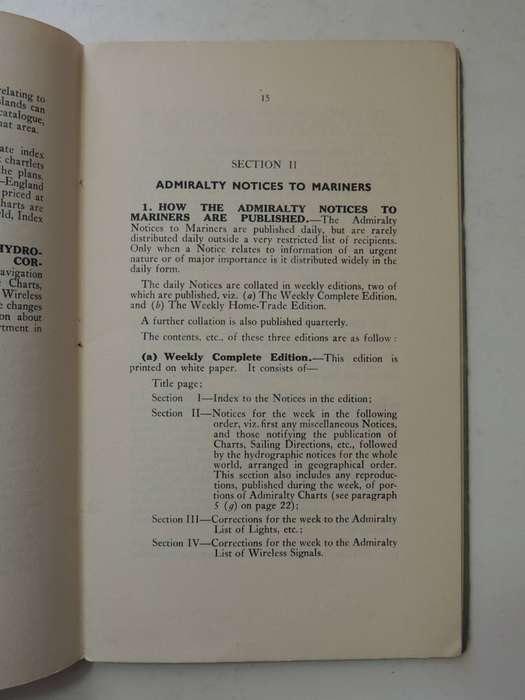 relating to
slands can
catalogue,
hat area.
ate index
chartlets
the plans.
—England
priced at
harts are
ld, Index
HYDRO-
COR-
avigation
Charts,
Wireless
e changes
on about
rtment in
15
SECTION II
ADMIRALTY NOTICES TO MARINERS
1. HOW THE ADMIRALTY NOTICES TO
MARINERS ARE PUBLISHED.—The Admiralty
Notices to Mariners are published daily, but are rarely
distributed daily outside a very restricted list of recipients.
Only when a Notice relates to information of an urgent
nature or of major importance is it distributed widely in the
daily form.
The daily Notices are collated in weekly editions, two of
which are published, viz. (a) The Weekly Complete Edition,
and (b) The Weekly Home-Trade Edition.
A further collation is also published quarterly.
The contents, etc., of these three editions are as follow :
(a) Weekly Complete Edition.—This edition is
printed on white paper. It consists of—
Title page;
Section I—Index to the Notices in the edition;
Section II—Notices for the week in the following
order, viz. first any miscellaneous Notices,
and those notifying the publication of
Charts, Sailing Directions, etc., followed
by the hydrographic notices for the whole
world, arranged in geographical order.
This section also includes any reproduc-
tions, published during the week, of por-
tions of Admiralty Charts (see paragraph
5 (g) on page 22);
Section III—Corrections for the week to the Admiralty
List of Lights, etc.;
Section IV—Corrections for the week to the Admiralty
List of Wireless Signals.